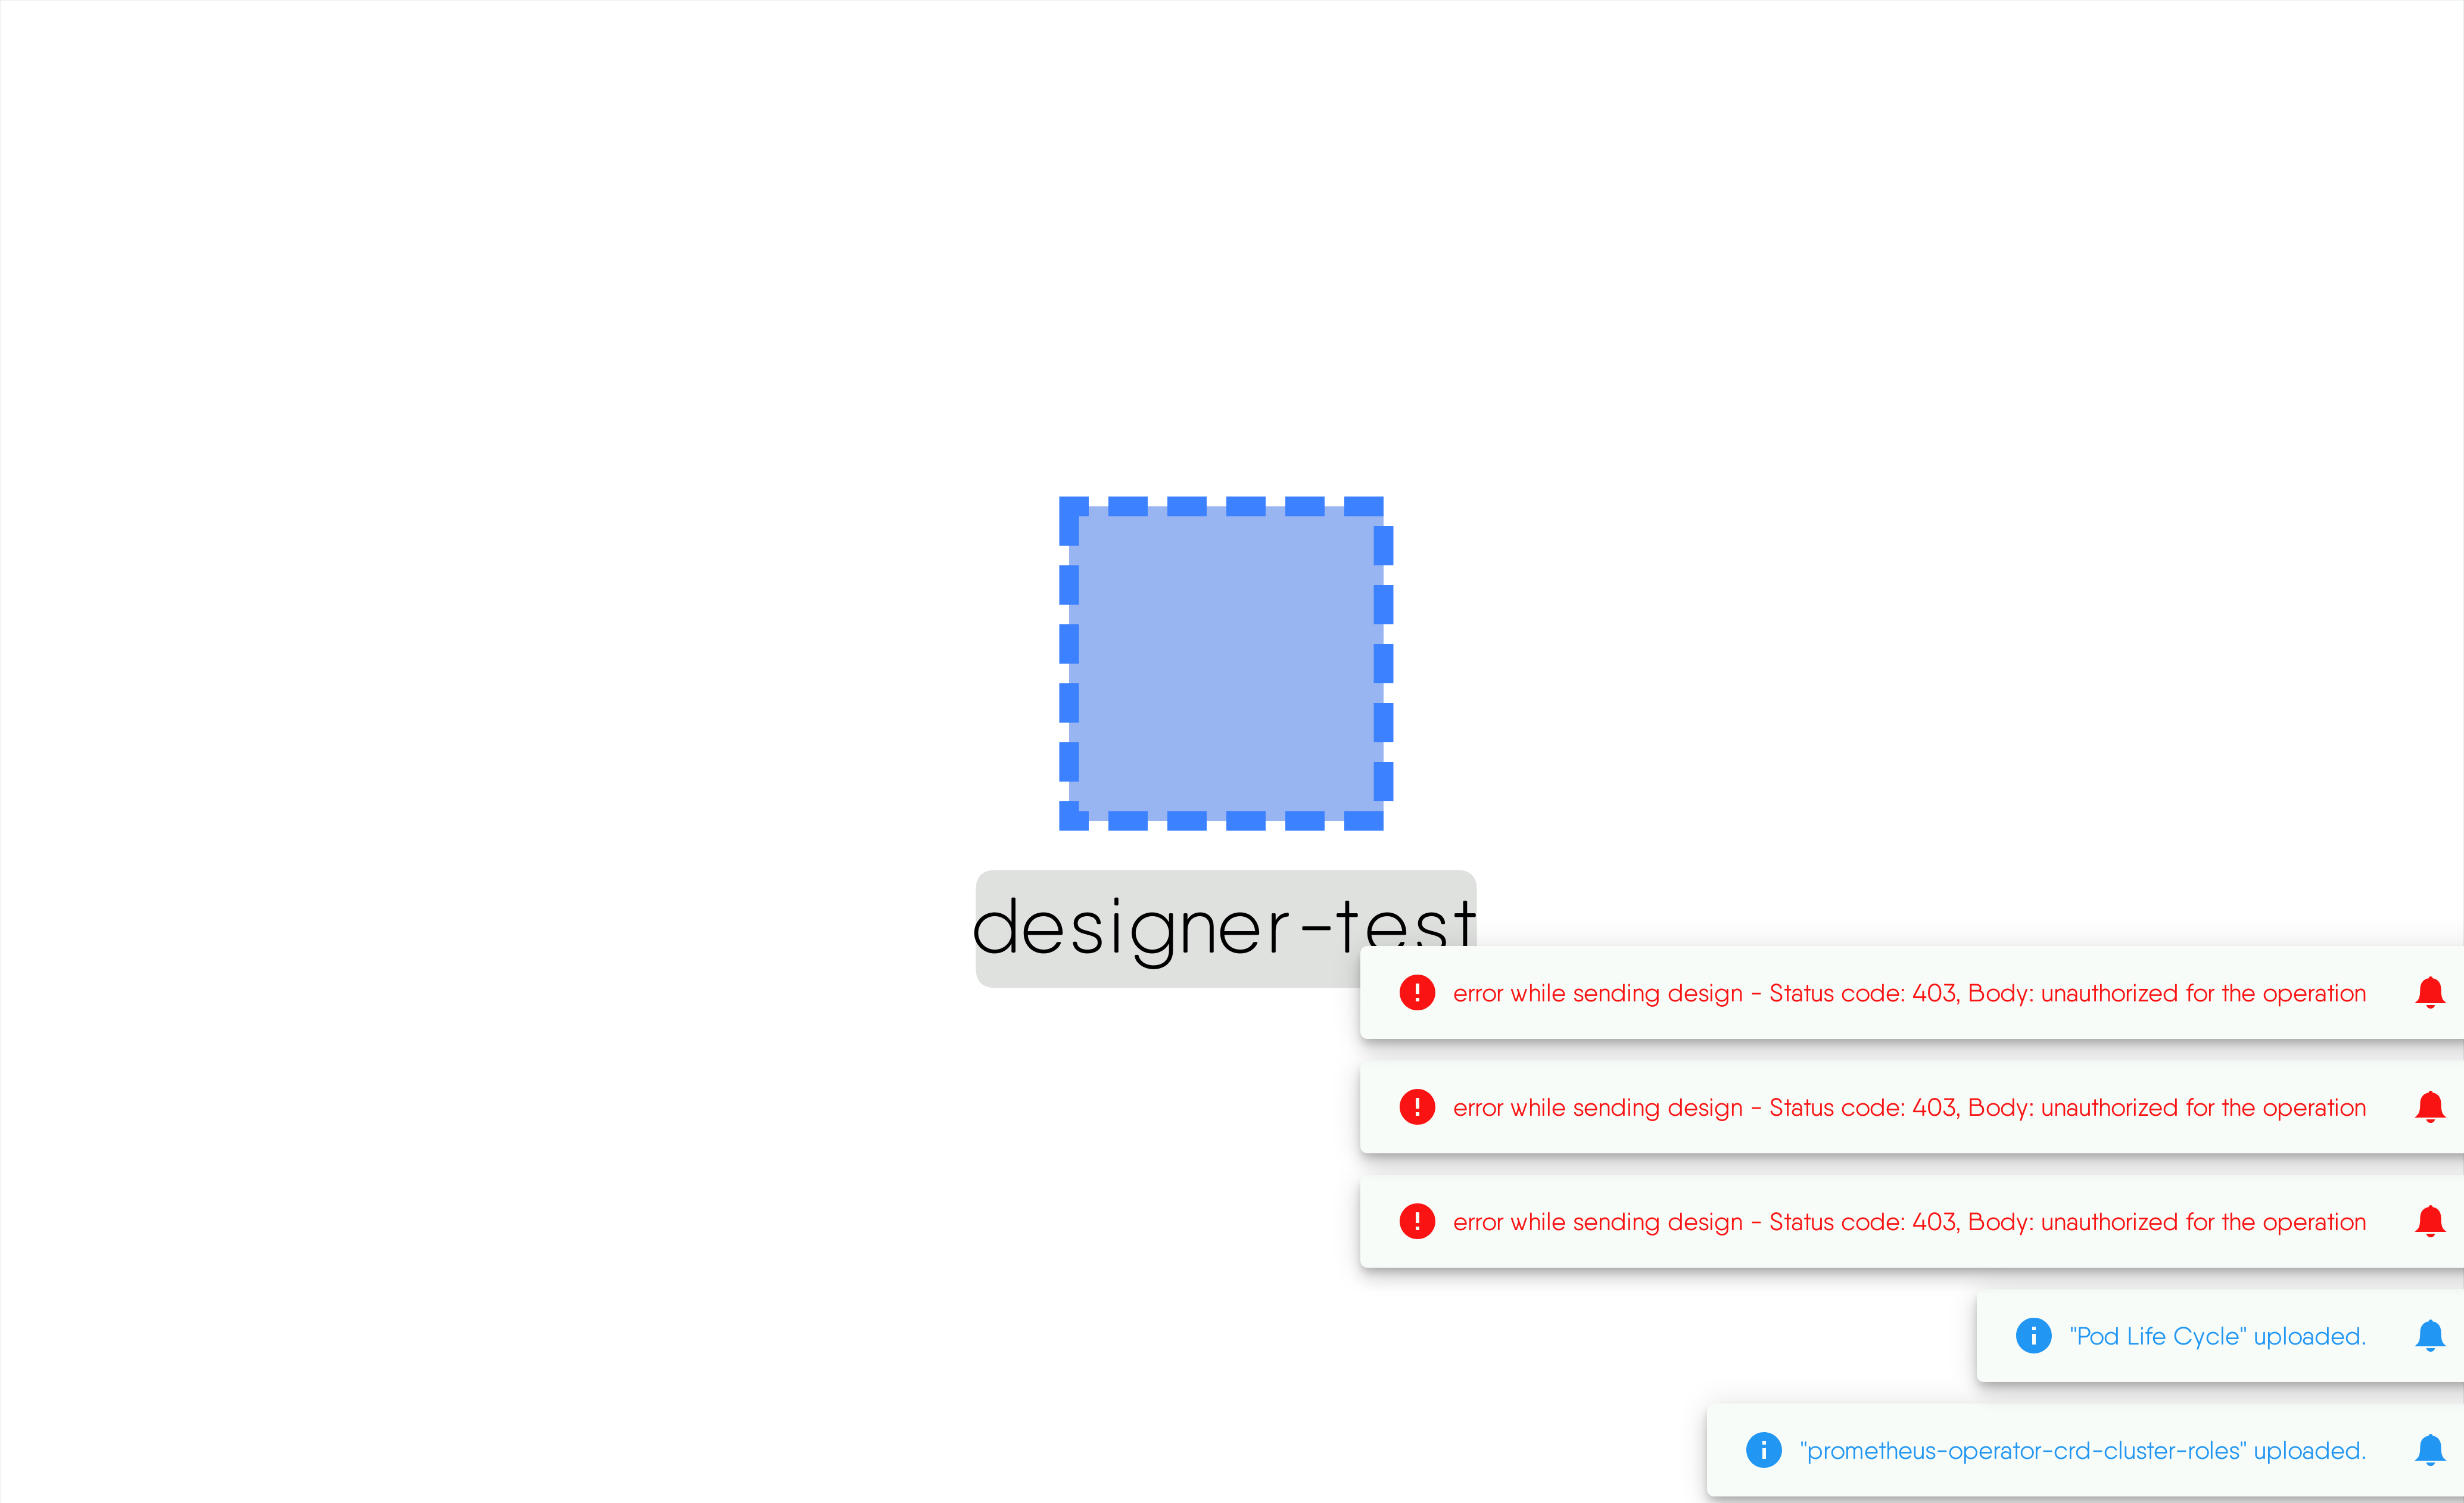 designer-test
error while sending design - Status code: 403, Body: unauthorized for the operation
error while sending design - Status code: 403, Body: unauthorized for the operation
error while sending design - Status code: 403, Body: unauthorized for the operation
"Pod Life Cycle" uploaded.
"prometheus-operator-crd-cluster-roles" uploaded.